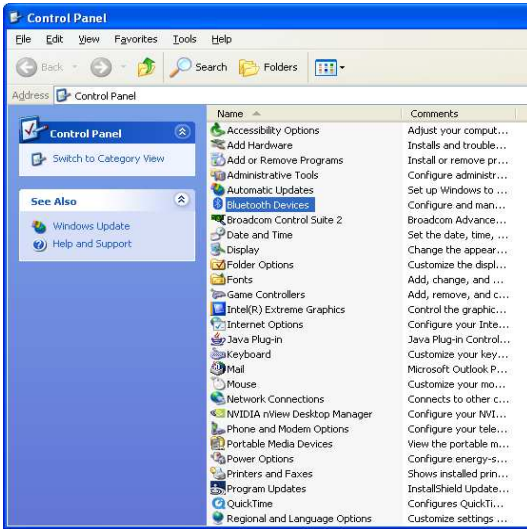 Control Panel
File Edit View Favorites Tools Help
Back Search Folders
Address Control Panel
Control Panel
Switch to Category View
See Also
Windows Update
Help and Support
Name Comments
Accessibility Options Adjust your comput...
Add Hardware Installs and trouble...
Add or Remove Programs Install or remove pr...
Administrative Tools Configure administr...
Automatic Updates Set up Windows to ...
Bluetooth Devices Configure and man...
Broadcom Control Suite 2 Broadcom Advance...
Date and Time Set the date, time, ...
Display Change the appear...
Folder Options Customize the displ...
Fonts Add, change, and ...
Game Controllers Add, remove, and c...
Intel(R) Extreme Graphics Control the graphic...
Internet Options Configure your Inte...
Java Plug-in Java Plug-in Control...
Keyboard Customize your key...
Mail Microsoft Outlook P...
Mouse Customize your mo...
Network Connections Connects to other c...
NVIDIA nView Desktop Manager Configure your NVI...
Phone and Modem Options Configure your tele...
Portable Media Devices View the portable m...
Power Options Configure energy-s...
Printers and Faxes Shows installed prin...
Program Updates InstallShield Update...
QuickTime Configures QuickTi...
Regional and Language Options Customize settings ...